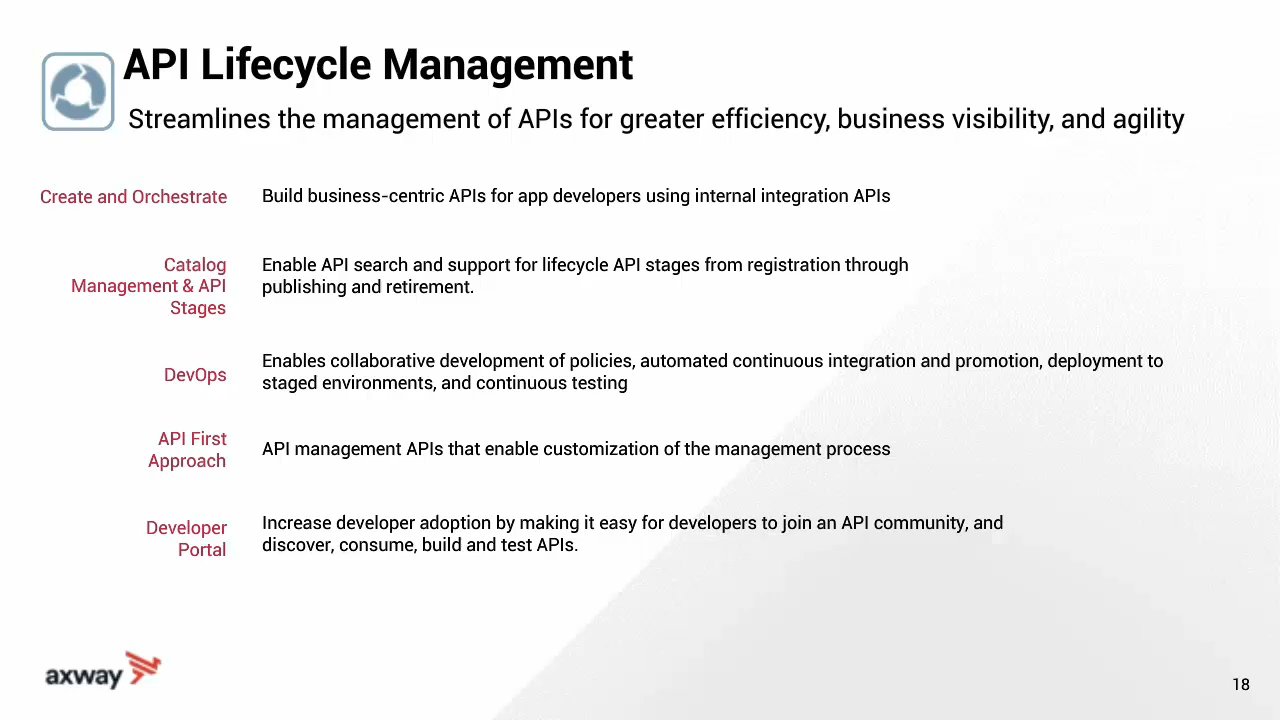 API Lifecycle Management
Streamlines the management of APIs for greater efficiency, business visibility, and agility
Create and Orchestrate
Build business-centric APIs for app developers using internal integration APIs
Catalog
Management & API
Stages
Enable API search and support for lifecycle API stages from registration through
publishing and retirement.
DevOps
Enables collaborative development of policies, automated continuous integration and promotion, deployment to
staged environments, and continuous testing
API First
Approach
API management APIs that enable customization of the management process
Developer
Portal
Increase developer adoption by making it easy for developers to join an API community, and
discover, consume, build and test APIs.
axway
18